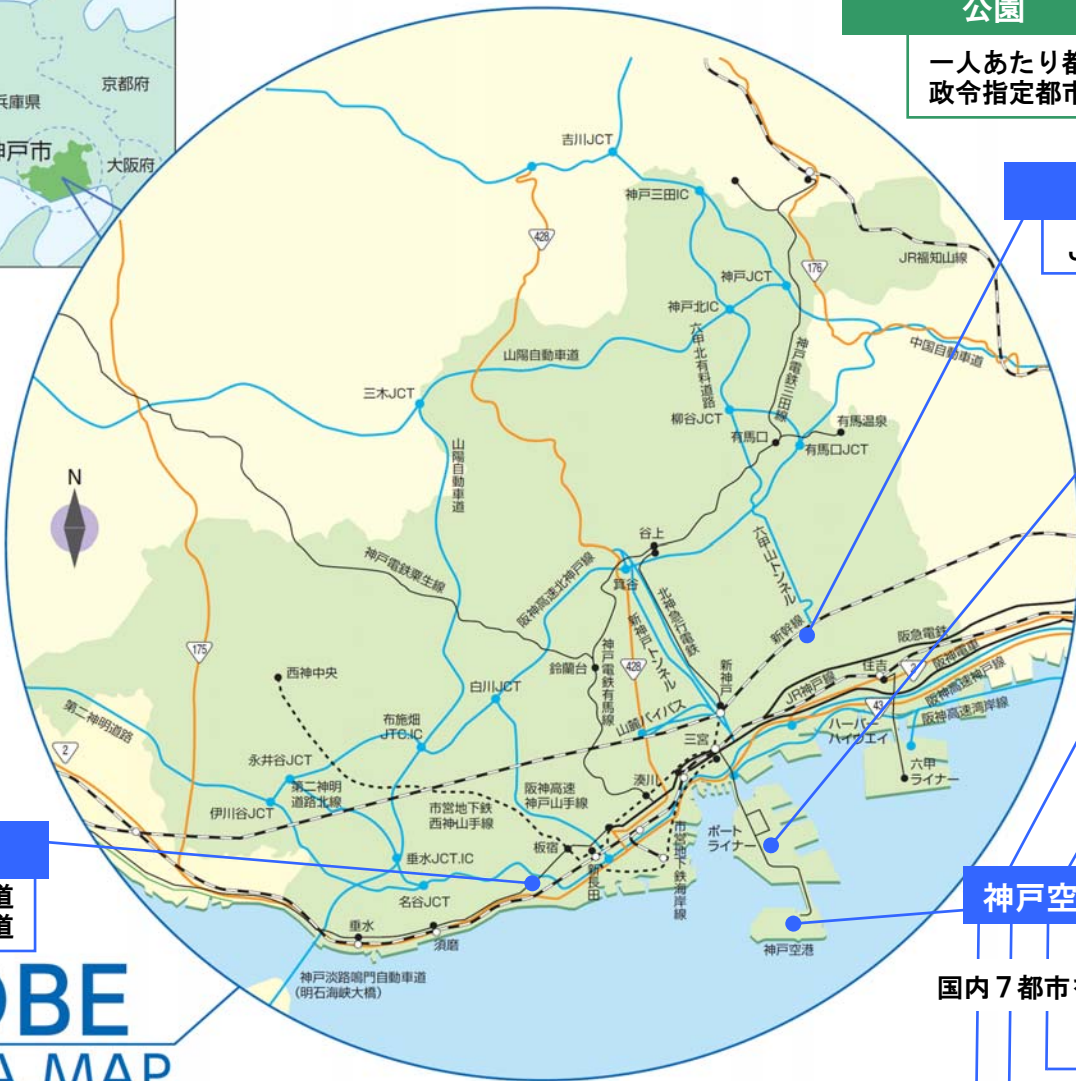 京都府
兵庫県
神戸市
大阪府
公園
一人あたり都
政令指定都市
吉川JCT
神戸三田IC
428
176
JR福知山線
神戸JCT
神戸北IC
六甲北有料道路
神戸電鉄三田線
中国自動車道
山陽自動車道
三木JCT
柳谷JCT
有馬口
有馬温泉
有馬口JCT
山陽自動車道
N
谷上
神戸電鉄粟生線
阪神高速北神戸線
箕谷
六甲山トンネル
北神急行電鉄
新神戸トンネル
新幹線
175
西神中央
鈴蘭台
神戸電鉄有馬線
428
新神戸
阪急電鉄
阪神電車
住吉
2
JR神戸線
阪神高速神戸線
43
阪神高速湾岸線
白川JCT
布施畑
JTC.IC
山麓バイパス
三宮
ハーバー
ハイウエイ
六甲
ライナー
第二神明道路
2
永井谷JCT
第二神明
道路北線
伊川谷JCT
市営地下鉄
西神山手線
阪神高速
神戸山手線
湊川
板宿
新長田
市営地下鉄海岸線
ポート
ライナー
垂水JCT.IC
名谷JCT
垂水
須磨
神戸空港
神戸淡路鳴門自動車道
(明石海峡大橋)
道
道
神戸空
国内7都市
OBE
A MAP